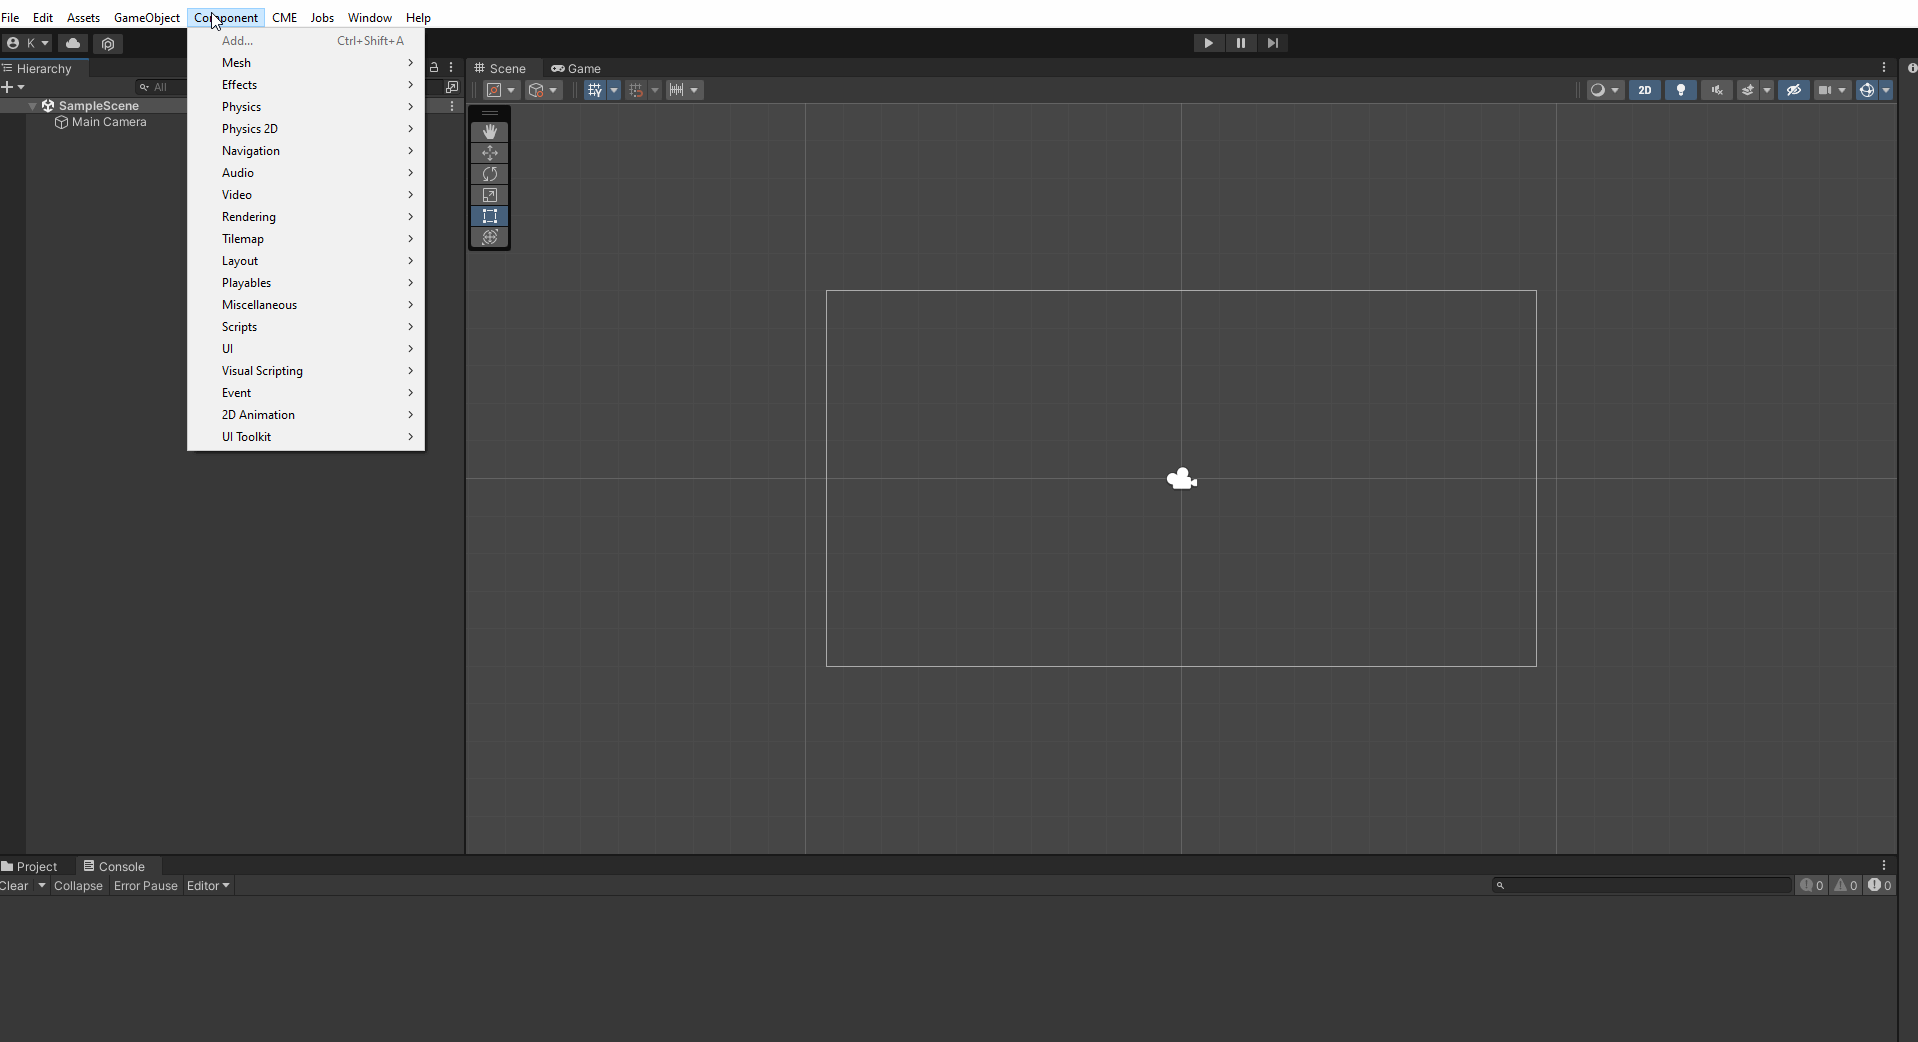 File Edit Assets GameObject Component CME Jobs Window Help
K
Hierarchy
All
SampleScene
Main Camera
Add... Ctrl+Shift+A
Mesh
Effects
Physics
Physics 2D
Navigation
Audio
Video
Rendering
Tilemap
Layout
Playables
Miscellaneous
Scripts
UI
Visual Scripting
Event
2D Animation
UI Toolkit
Scene Game
2D
Project Console
Clear Collapse Error Pause Editor
0 0 0